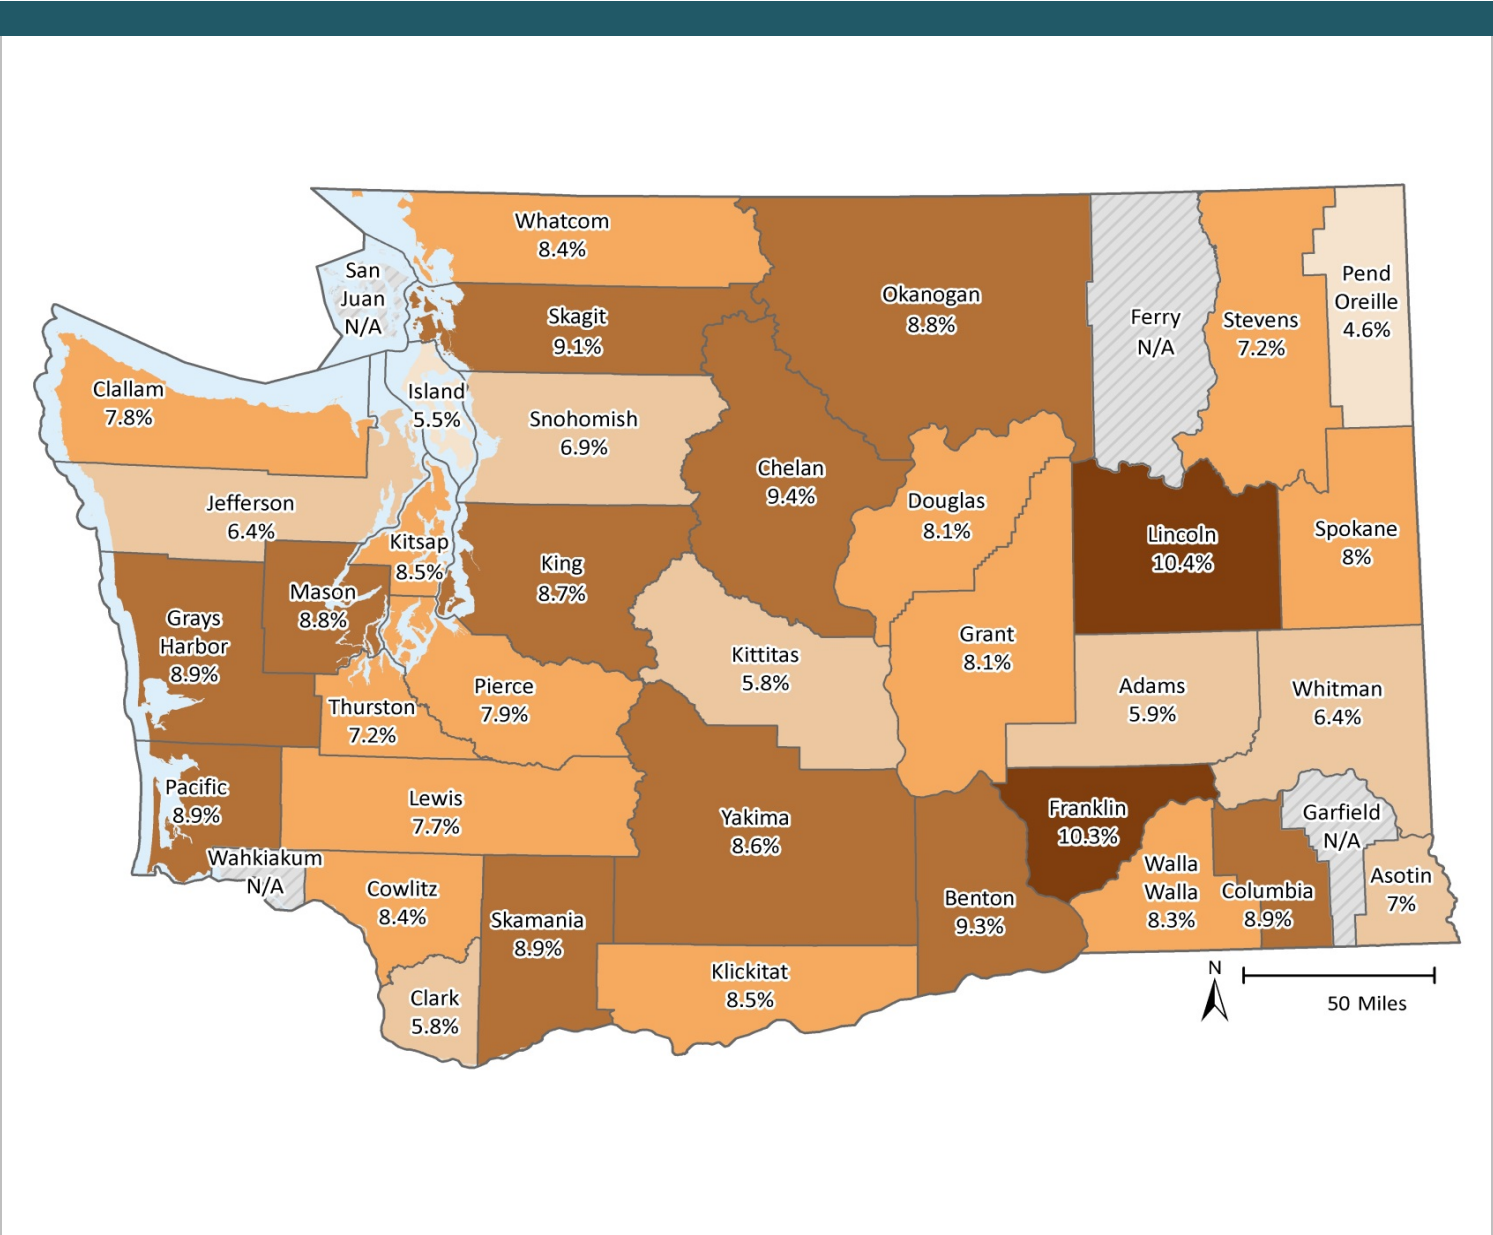 Whatcom
8.4%
San
Juan
N/A
Skagit
9.1%
Okanogan
8.8%
Ferry
N/A
Stevens
7.2%
Pend
Oreille
4.6%
Clallam
7.8%
Island
5.5%
Snohomish
6.9%
Chelan
9.4%
Douglas
8.1%
Lincoln
10.4%
Spokane
8%
Jefferson
6.4%
Kitsap
8.5%
King
8.7%
Mason
8.8%
Grays
Harbor
8.9%
Kittitas
5.8%
Grant
8.1%
Adams
5.9%
Whitman
6.4%
Thurston
7.2%
Pierce
7.9%
Pacific
8.9%
Lewis
7.7%
Yakima
8.6%
Franklin
10.3%
Garfield
N/A
Wahkiakum
N/A
Cowlitz
8.4%
Skamania
8.9%
Benton
9.3%
Walla
Walla
8.3%
Columbia
8.9%
Asotin
7%
Clark
5.8%
Klickitat
8.5%
N
50 Miles